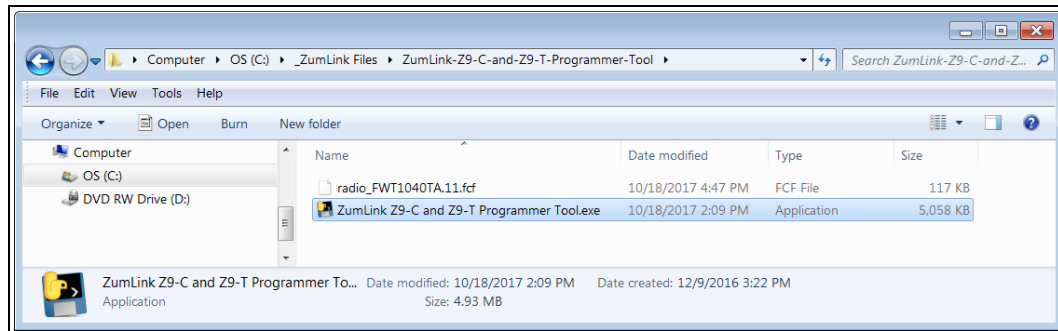 Computer ▸ OS (C:) ▸ _ZumLink Files ▸ ZumLink-Z9-C-and-Z9-T-Programmer-Tool ▸ Search ZumLink-Z9-C-and-Z...
File Edit View Tools Help
Organize Open Burn New folder
Computer Name Date modified Type Size
OS (C:)
radio_FWT1040TA.11.fcf 10/18/2017 4:47 PM FCF File 117 KB
DVD RW Drive (D:)
ZumLink Z9-C and Z9-T Programmer Tool.exe 10/18/2017 2:09 PM Application 5,058 KB
ZumLink Z9-C and Z9-T Programmer To... Date modified: 10/18/2017 2:09 PM Date created: 12/9/2016 3:22 PM
Application Size: 4.93 MB